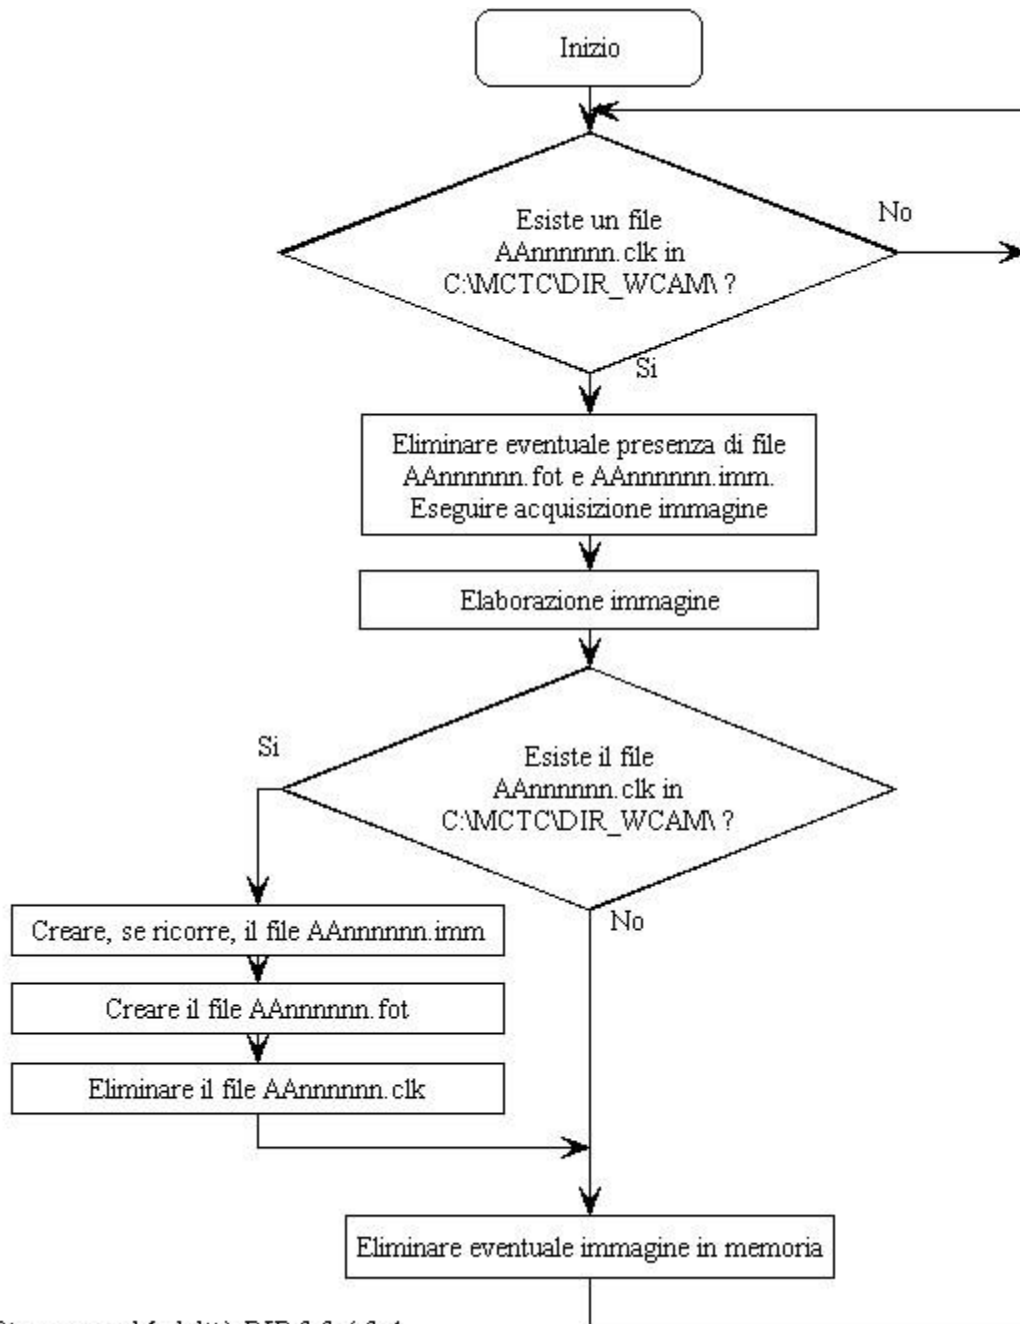 Inizio
Esiste un file
AAnnnnnn.clk in
C:\MCTC\DIR_WCAM\ ?
No
Si
Eliminare eventuale presenza di file
AAnnnnnn.fot e AAnnnnnn.imm.
Eseguire acquisizione immagine
Elaborazione immagine
Esiste il file
AAnnnnnn.clk in
C:\MCTC\DIR_WCAM\ ?
Si
No
Creare, se ricorre, il file AAnnnnnn.imm
Creare il file AAnnnnnn.fot
Eliminare il file AAnnnnnn.clk
Eliminare eventuale immagine in memoria